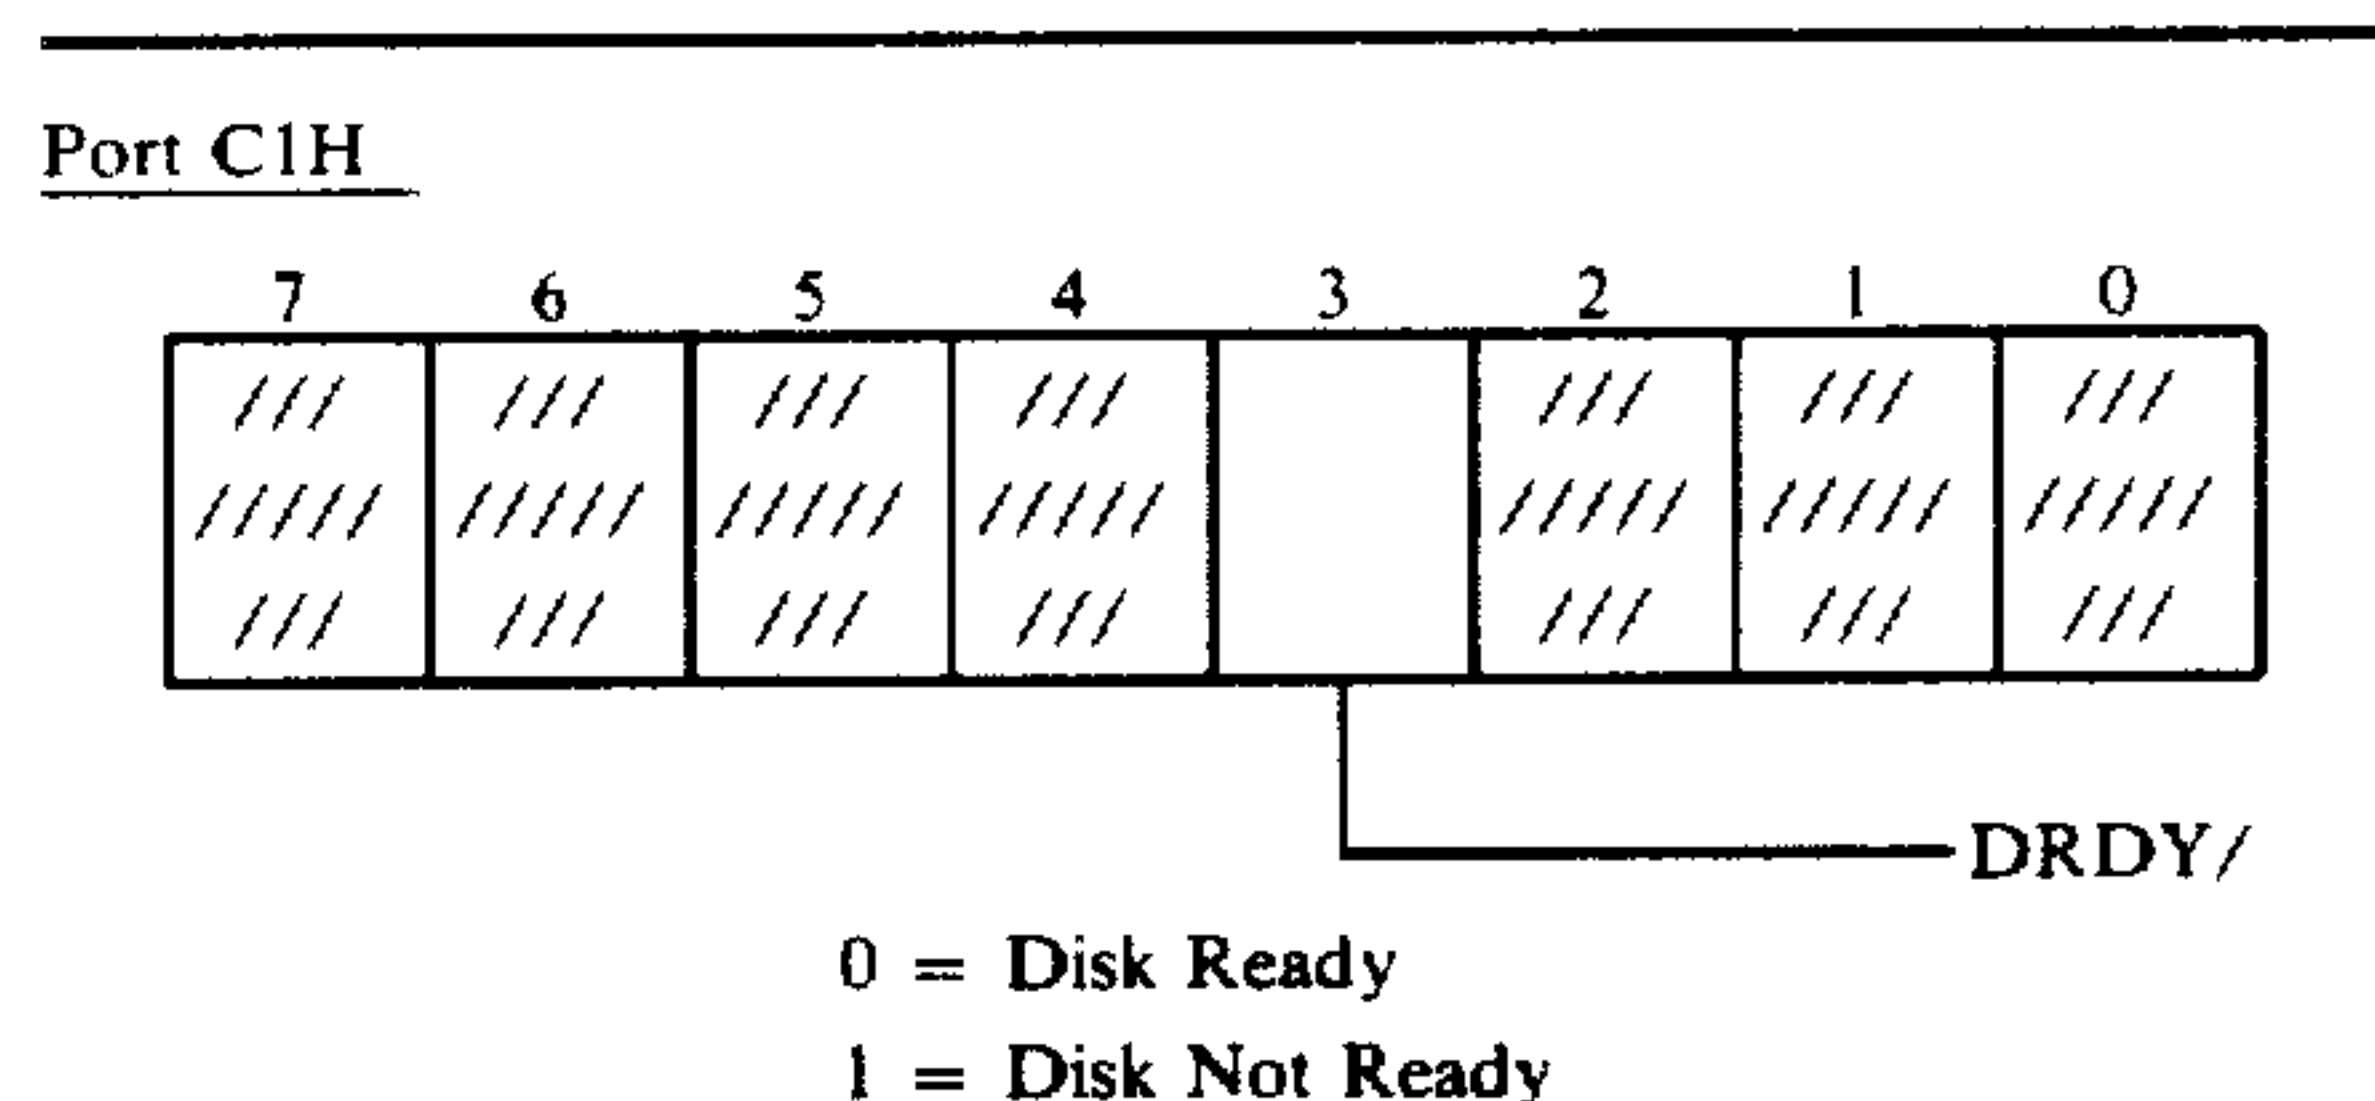 Port C1H
7 6 5 4 3 2 1 0
/// /// /// /// /// /// ///
///// ///// ///// ///// ///// ///// /////
/// /// /// /// /// /// ///
DRDY/
0 = Disk Ready
1 = Disk Not Ready